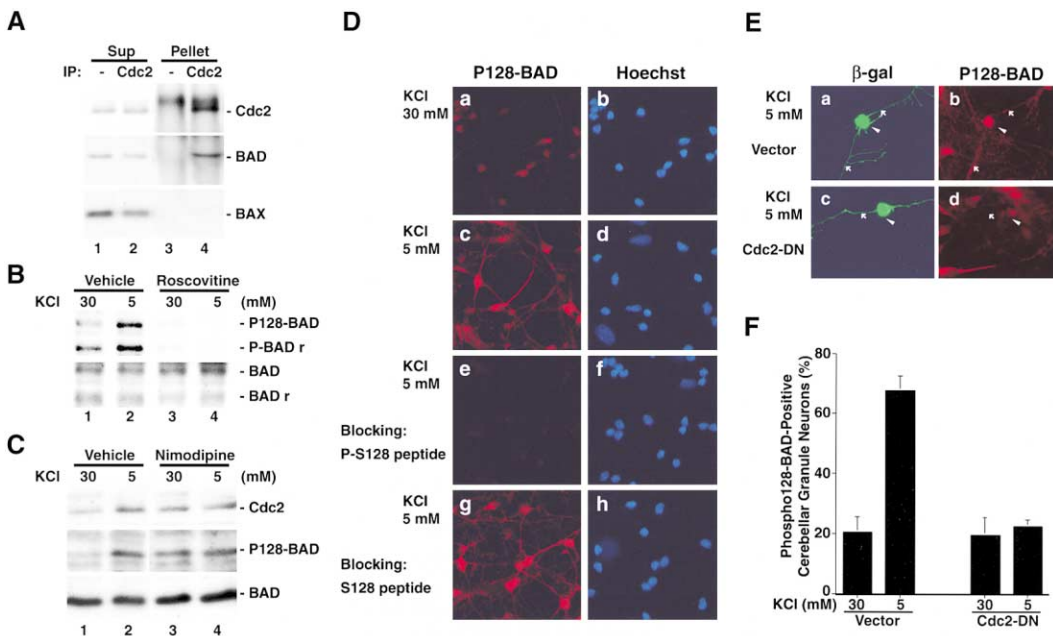 A
Sup Pellet
IP: - Cdc2 - Cdc2
- Cdc2
- BAD
- BAX
1 2 3 4
B
Vehicle Roscovitine
KCl 30 5 30 5 (mM)
- P128-BAD
- P-BAD r
- BAD
- BAD r
1 2 3 4
C
Vehicle Nimodipine
KCl 30 5 30 5 (mM)
- Cdc2
- P128-BAD
- BAD
1 2 3 4
D
P128-BAD Hoechst
KCl
30 mM
a b
KCl
5 mM
c d
KCl
5 mM
e f
Blocking:
P-S128 peptide
KCl
5 mM
g h
Blocking:
S128 peptide
E
β-gal P128-BAD
KCl
5 mM
a b
Vector
KCl
5 mM
c d
Cdc2-DN
F
Phospho128-BAD-Positive
Cerebellar Granule Neurons (%)
80
60
40
20
0
KCl (mM) 30 5 30 5
Vector Cdc2-DN